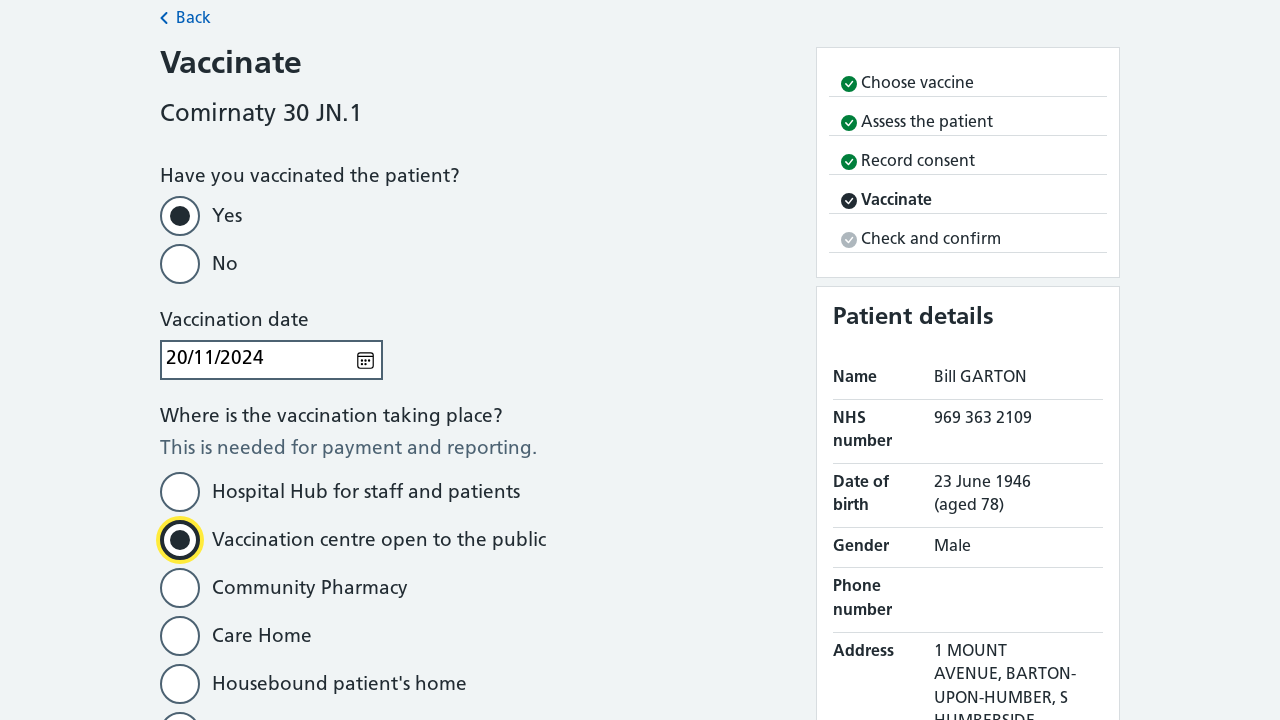 Back
Vaccinate
Comirnaty 30 JN.1
Have you vaccinated the patient?
Yes
No
Vaccination date
20/11/2024
Where is the vaccination taking place?
This is needed for payment and reporting.
Hospital Hub for staff and patients
Vaccination centre open to the public
Community Pharmacy
Care Home
Housebound patient's home
Choose vaccine
Assess the patient
Record consent
Vaccinate
Check and confirm
Patient details
Name Bill GARTON
NHS number 969 363 2109
Date of birth 23 June 1946 (aged 78)
Gender Male
Phone number
Address 1 MOUNT
AVENUE, BARTON-
UPON-HUMBER, S
HUMBERSIDE